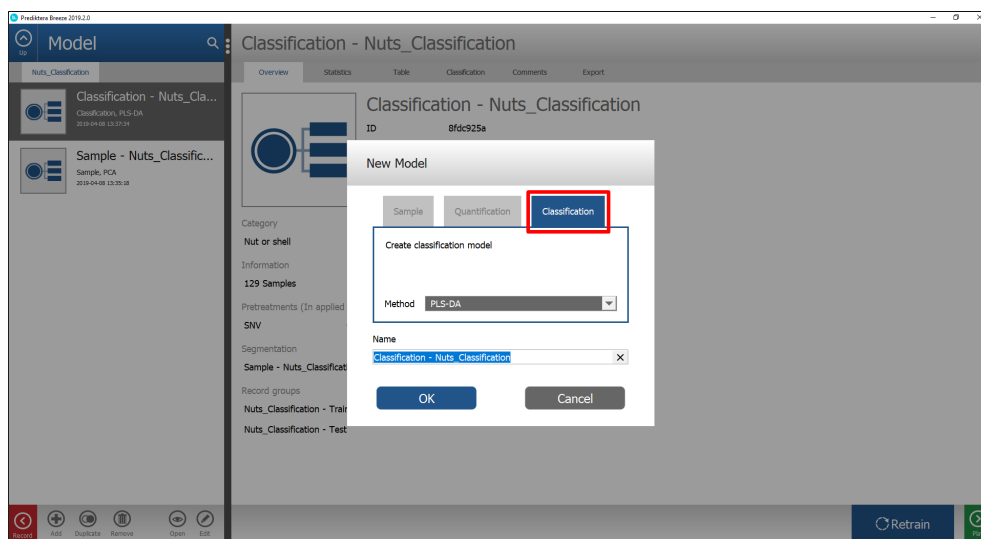 Prediktera Breeze 2019.2.0
Up
Model
Classification - Nuts_Classification
Nuts_Classification
Overview Statistics Table Classification Comments Export
Classification - Nuts_Cla...
Classification, PLS-DA
2019-04-08 13:37:34
Sample - Nuts_Classific...
Sample, PCA
2019-04-08 13:35:18
Classification - Nuts_Classification
ID 8fdc925a
Category
Nut or shell
Information
129 Samples
Pretreatments (In applied
SNV
Segmentation
Sample - Nuts_Classificat
Record groups
Nuts_Classification - Train
Nuts_Classification - Test
New Model
Sample Quantification Classification
Create classification model
Method PLS-DA
Name
Classification - Nuts_Classification
OK Cancel
Record Add Duplicate Remove Open Edit
Retrain